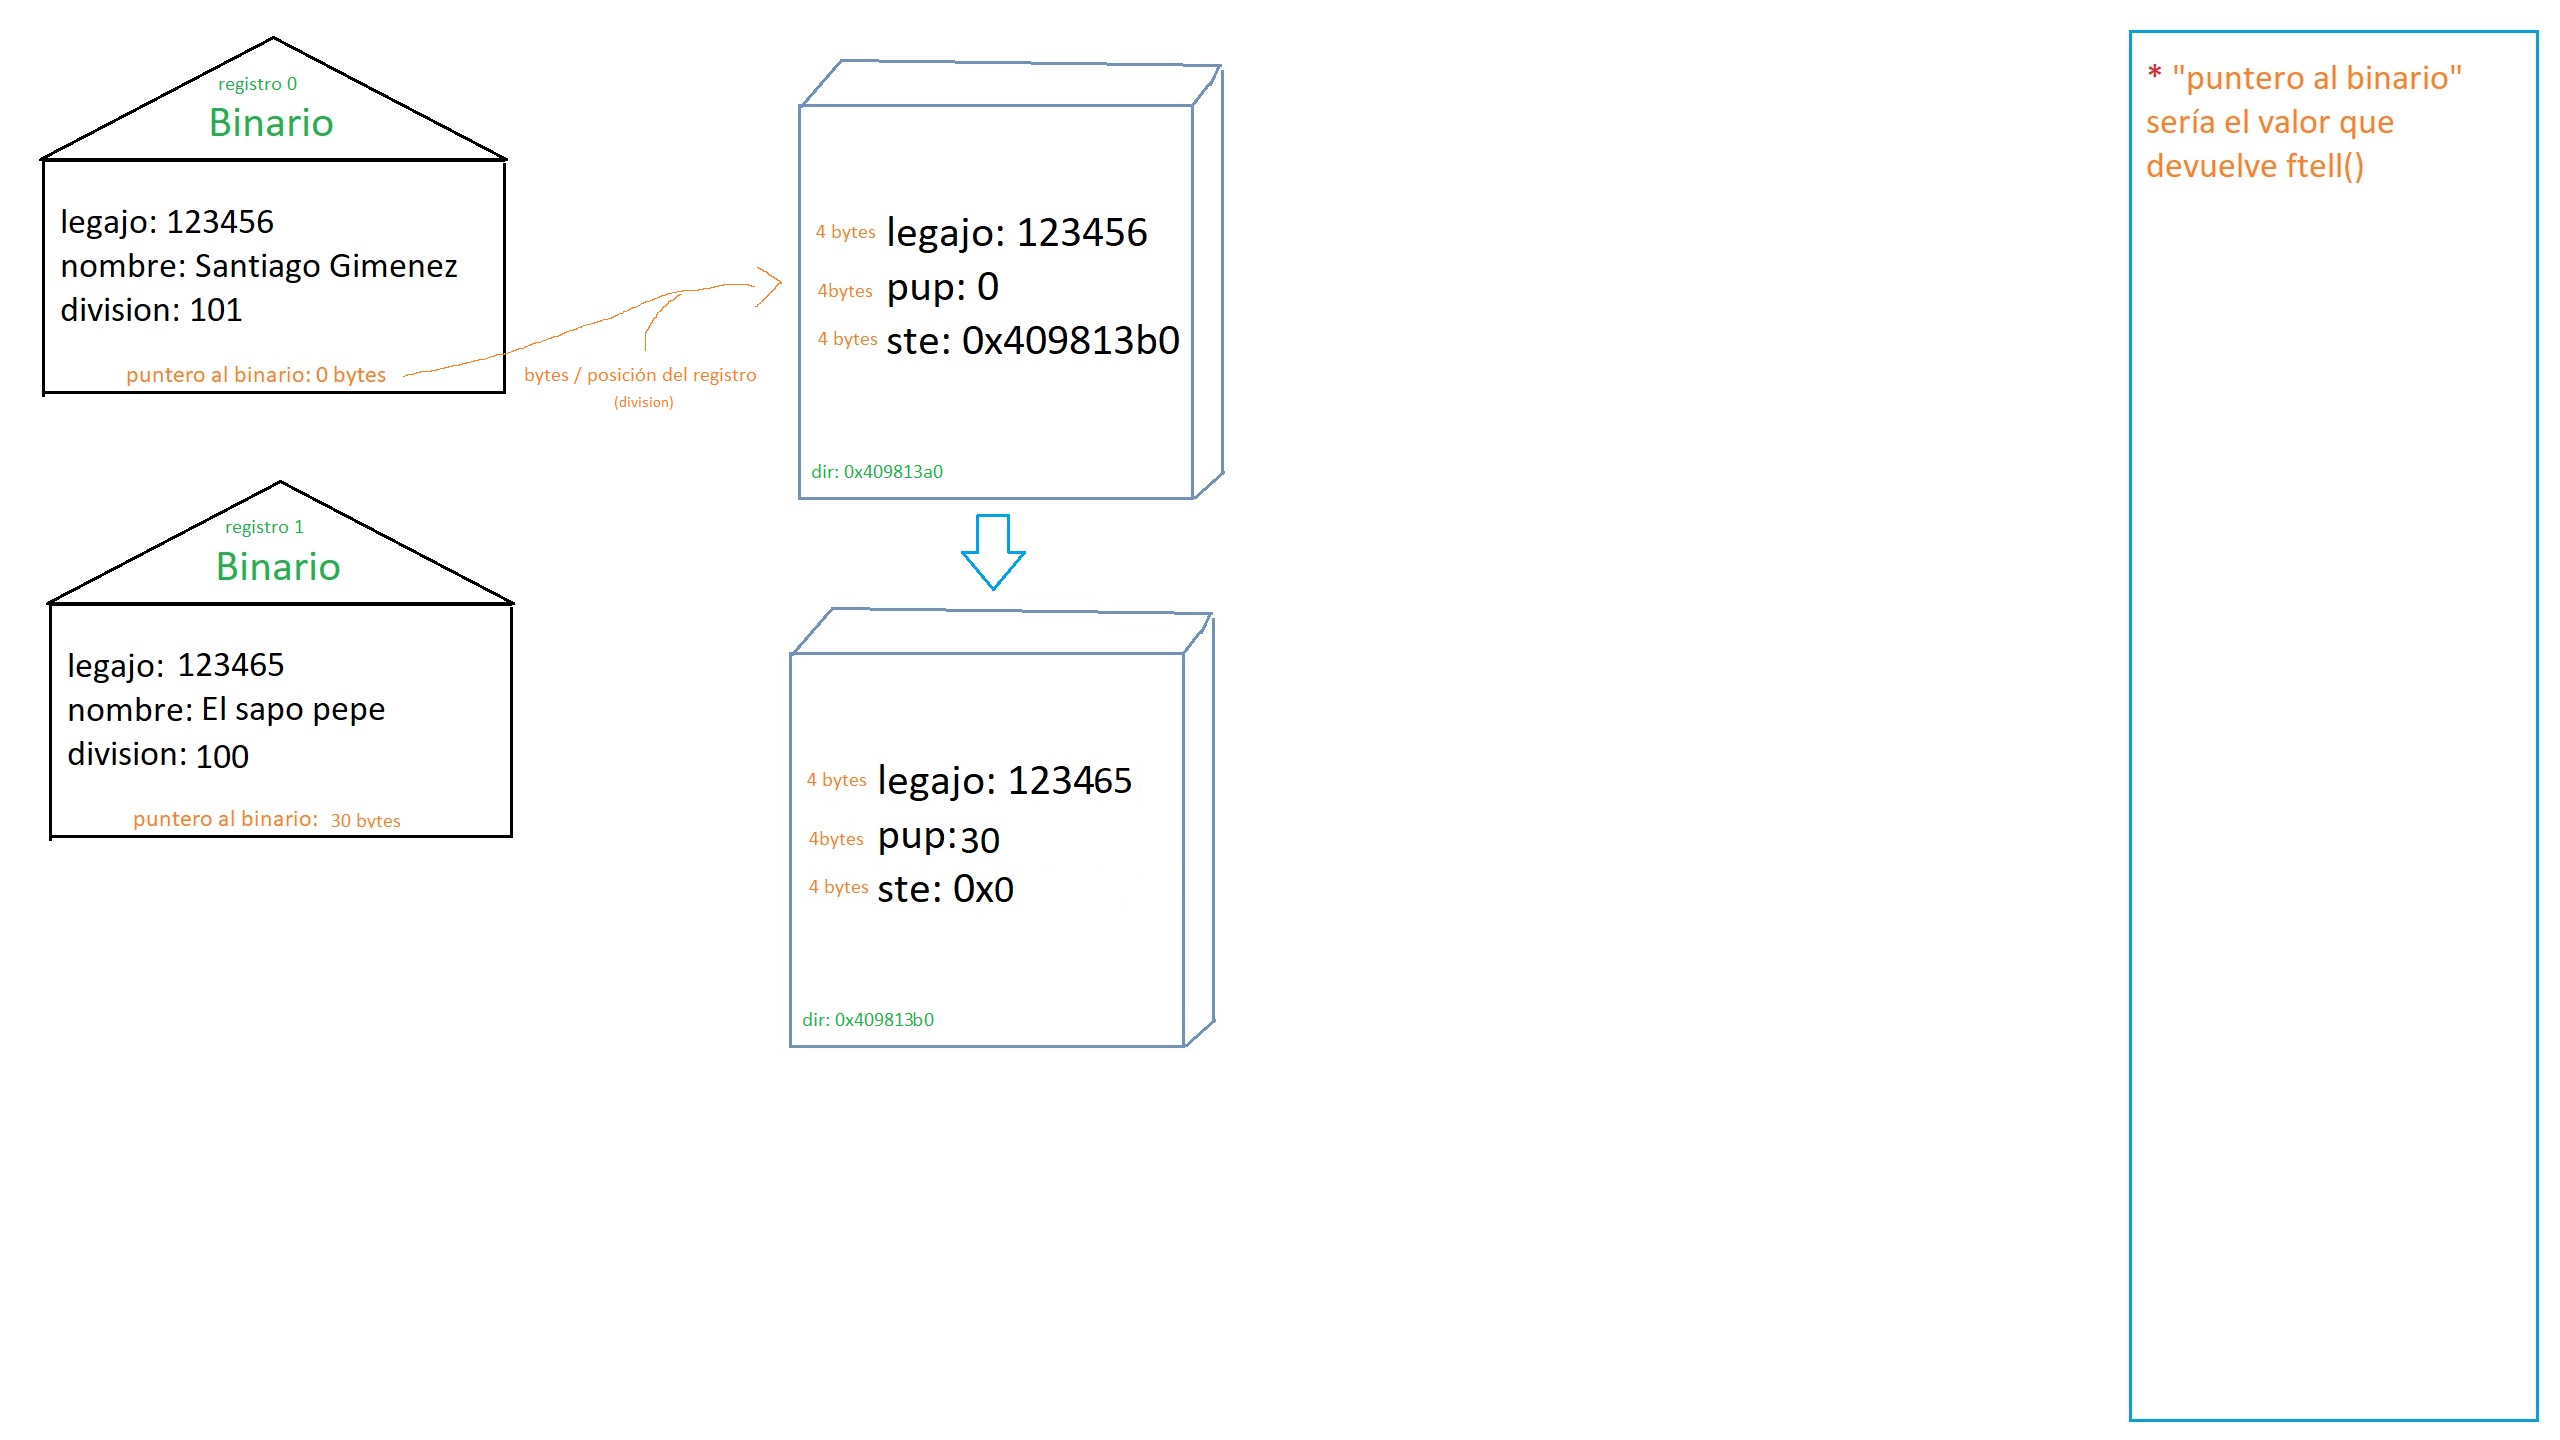 registro 0
Binario
legajo: 123456
nombre: Santiago Gimenez
division: 101
puntero al binario: 0 bytes
bytes / posición del registro
(division)
4 bytes legajo: 123456
4bytes pup: 0
4 bytes ste: 0x409813b0
dir: 0x409813a0
registro 1
Binario
legajo: 123465
nombre: El sapo pepe
division: 100
puntero al binario: 30 bytes
4 bytes legajo: 123465
4bytes pup:30
4 bytes ste: 0x0
dir: 0x409813b0
* "puntero al binario"
sería el valor que
devuelve ftell()